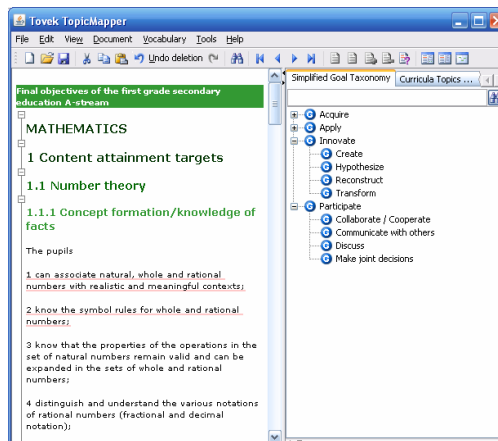 Tovek TopicMapper
File Edit View Document Vocabulary Tools Help
Undo deletion
Final objectives of the first grade secondary
education A-stream
MATHEMATICS
1 Content attainment targets
1.1 Number theory
1.1.1 Concept formation/knowledge of
facts
The pupils
1 can associate natural, whole and rational
numbers with realistic and meaningful contexts;
2 know the symbol rules for whole and rational
numbers;
3 know that the properties of the operations in the
set of natural numbers remain valid and can be
expanded in the sets of whole and rational
numbers;
4 distinguish and understand the various notations
of rational numbers (fractional and decimal
notation);
Simplified Goal Taxonomy Curricula Topics ...
Acquire
Apply
Innovate
Create
Hypothesize
Reconstruct
Transform
Participate
Collaborate / Cooperate
Communicate with others
Discuss
Make joint decisions